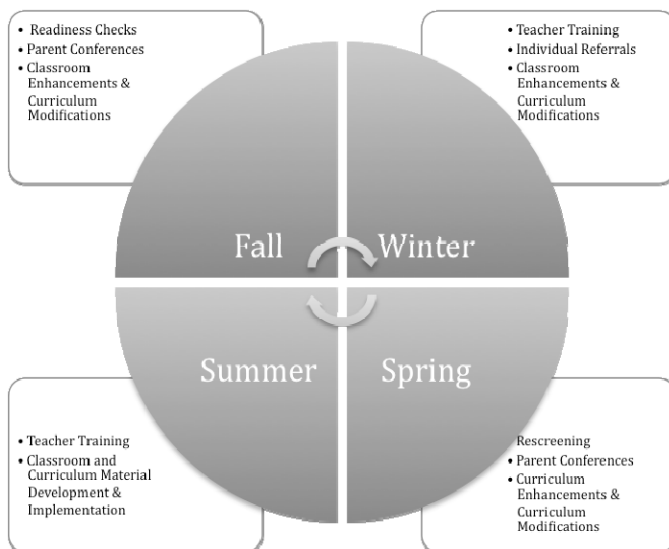 • Readiness Checks
• Parent Conferences
• Classroom
Enhancements &
Curriculum
Modifications
• Teacher Training
• Individual Referrals
• Classroom
Enhancements &
Curriculum
Modifications
Fall
Winter
Summer
Spring
• Teacher Training
• Classroom and
Curriculum Material
Development &
Implementation
Rescreening
• Parent Conferences
• Curriculum
Enhancements &
Curriculum
Modifications